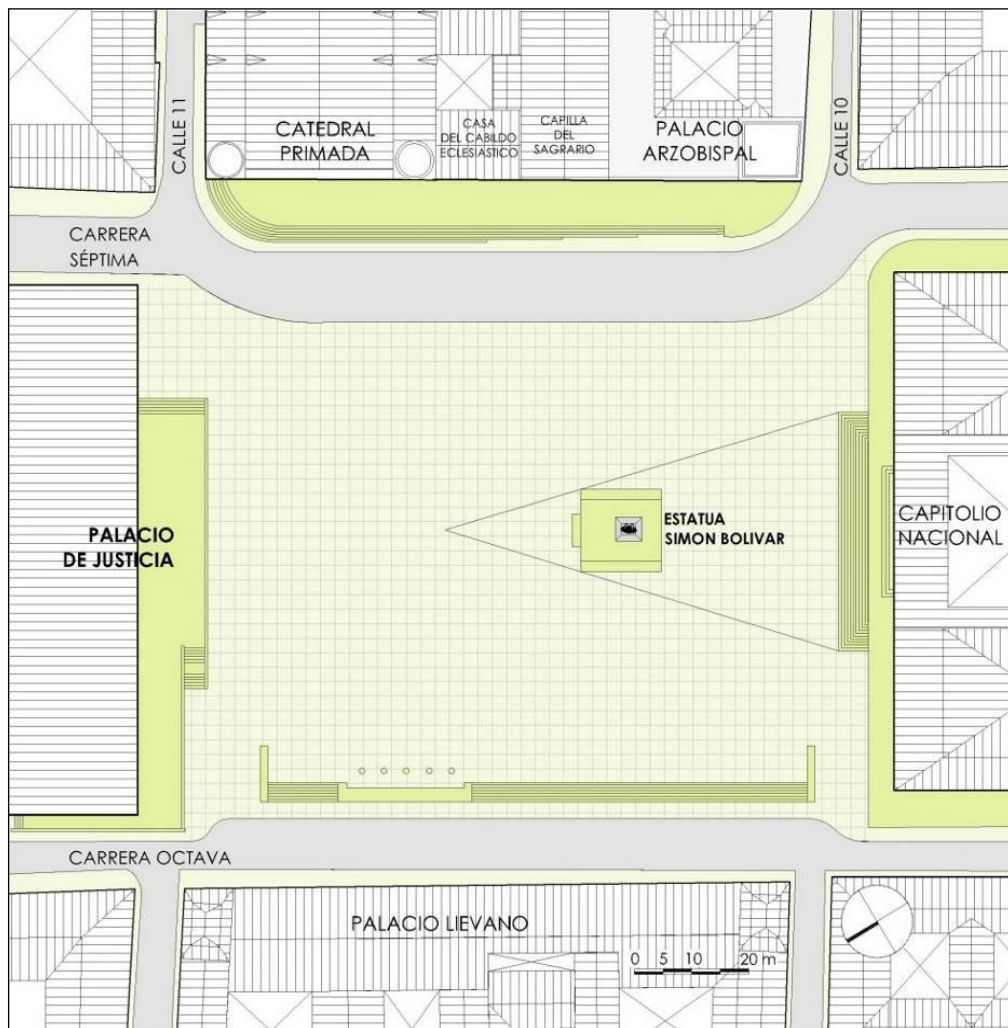 CALLE 11
CATEDRAL
PRIMADA
CASA
DEL CABILDO
ECLESIASTICO
CAPILLA
DEL
SAGRARIO
PALACIO
ARZOBISPAL
CALLE 10
CARRERA
SÉPTIMA
PALACIO
DE JUSTICIA
ESTATUA
SIMON BOLIVAR
CAPITOLIO
NACIONAL
CARRERA OCTAVA
PALACIO LIEVANO
0 5 10 20 m